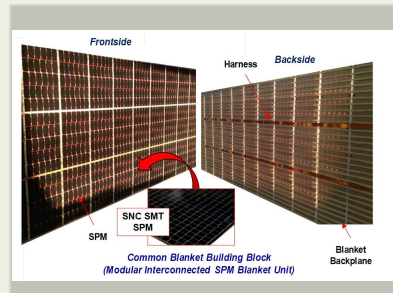 Frontside
Backside
Harness
SNC SMT
SPM
SPM
Blanket
Backplane
Common Blanket Building Block
(Modular Interconnected SPM Blanket Unit)